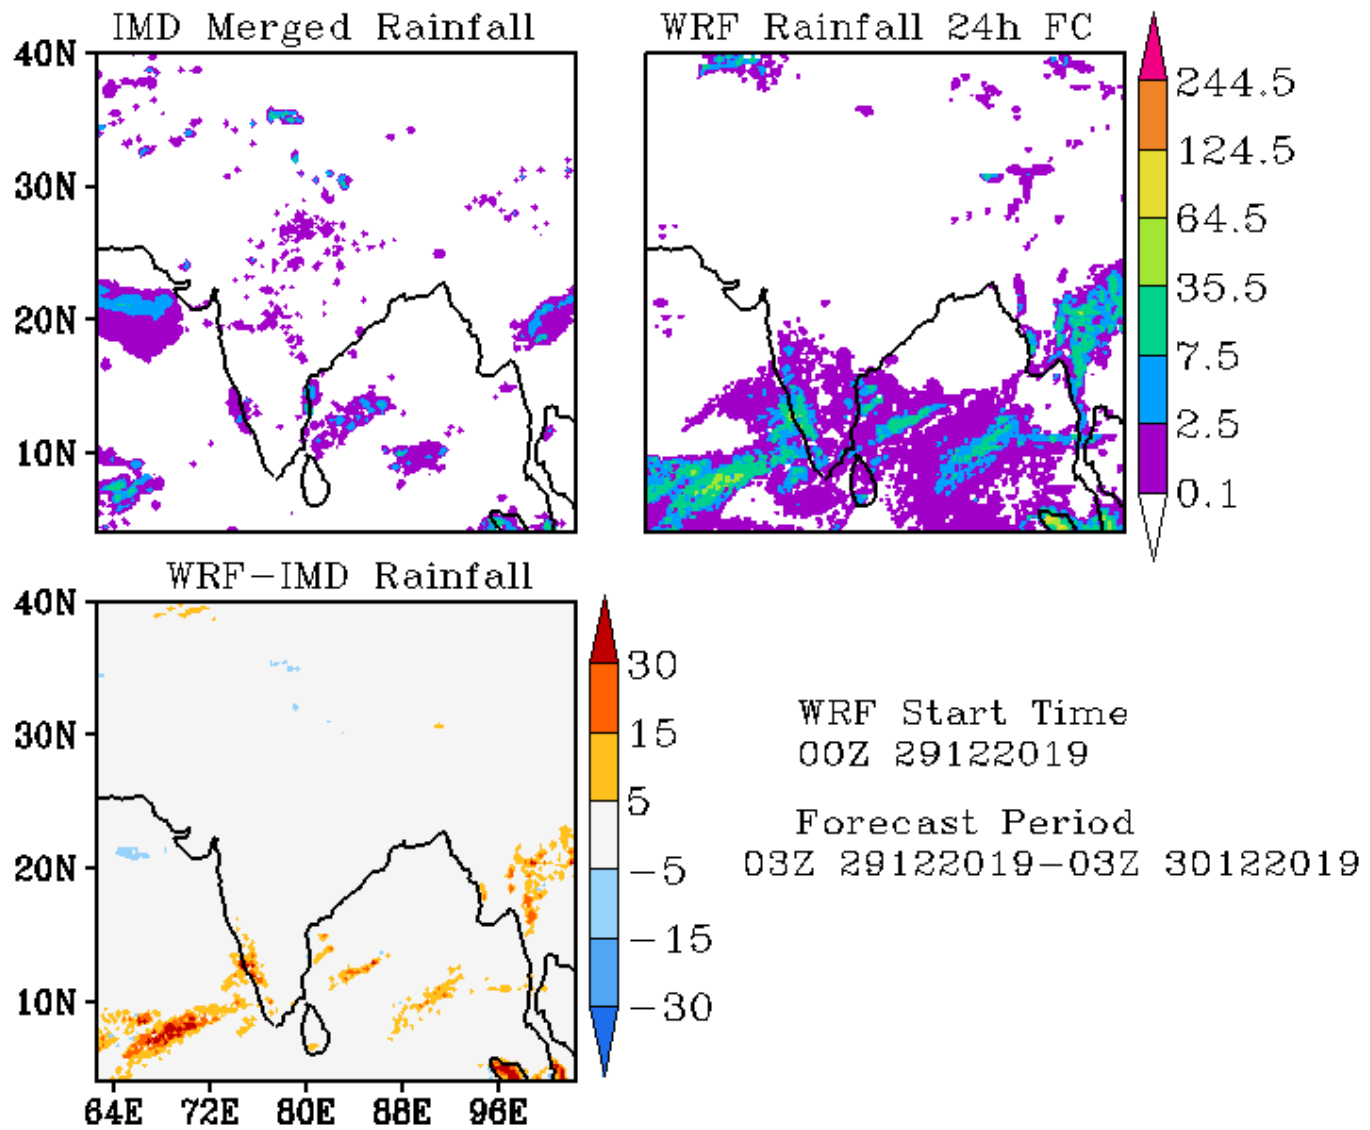 IMD Merged Rainfall
WRF Rainfall 24h FC
40N
30N
20N
10N
244.5
124.5
64.5
35.5
7.5
2.5
0.1
WRF-IMD Rainfall
40N
30N
20N
10N
64E 72E 80E 88E 96E
30
15
5
-5
-15
-30
WRF Start Time
00Z 29122019
Forecast Period
03Z 29122019-03Z 30122019